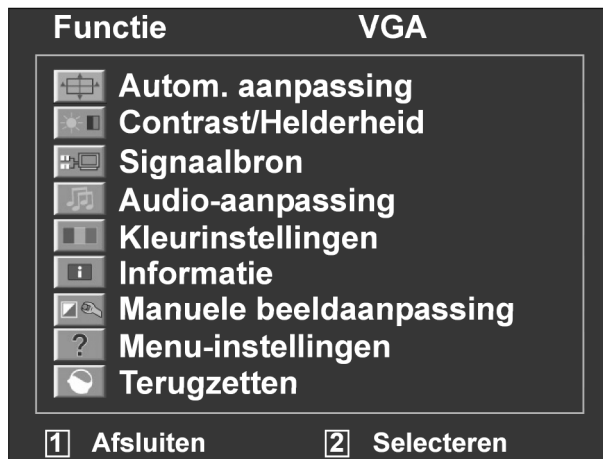 Functie VGA
Autom. aanpassing
Contrast/Helderheid
Signaalbron
Audio-aanpassing
Kleurinstellingen
Informatie
Manuele beeldaanpassing
Menu-instellingen
Terugzetten
1 Afsluiten 2 Selecteren